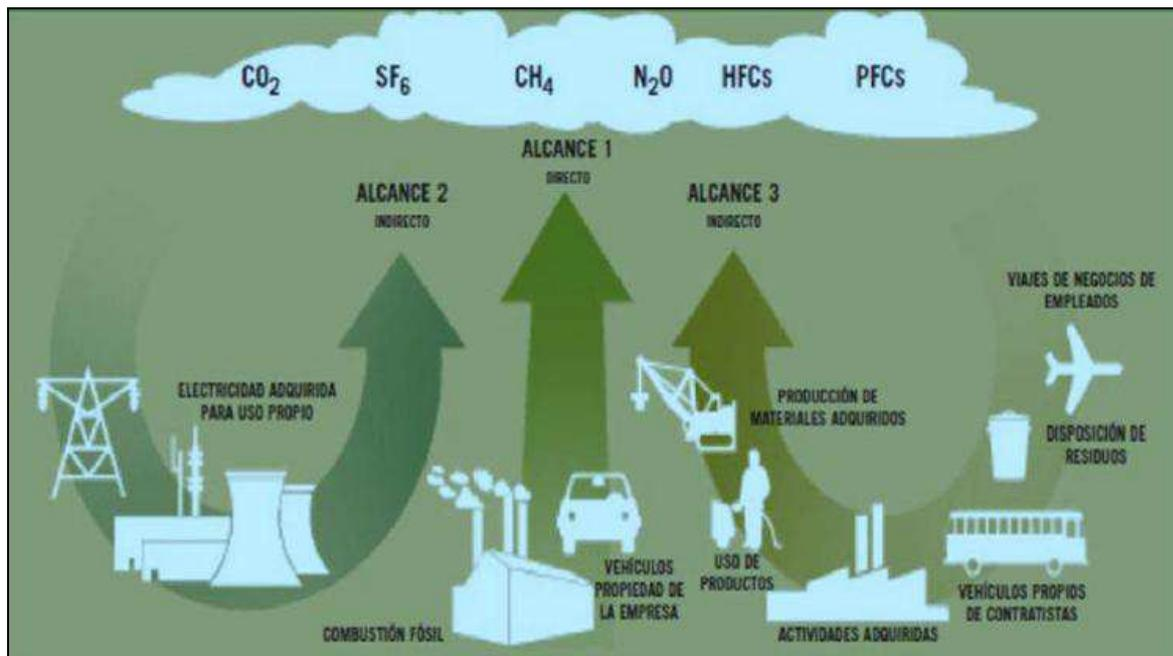 CO₂ SF₆ CH₄ N₂O HFCs PFCs
ALCANCE 1
DIRECTO
ALCANCE 2
INDIRECTO
ALCANCE 3
INDIRECTO
ELECTRICIDAD ADQUIRIDA
PARA USO PROPIO
COMBUSTIÓN FÓSIL
VEHÍCULOS
PROPIEDAD DE
LA EMPRESA
PRODUCCIÓN DE
MATERIALES ADQUIRIDOS
USO DE
PRODUCTOS
ACTIVIDADES ADQUIRIDAS
VIAJES DE NEGOCIOS DE
EMPLEADOS
DISPOSICIÓN DE
RESIDUOS
VEHÍCULOS PROPIOS
DE CONTRATISTAS